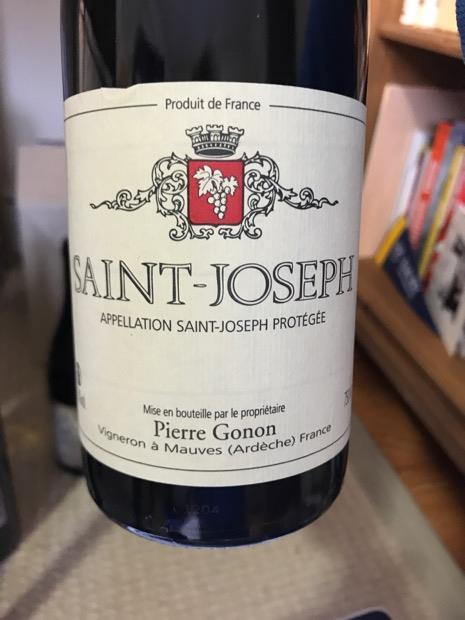 Produit de France
SAINT-JOSEPH
APPELLATION SAINT-JOSEPH PROTÉGÉE
Mise en bouteille par le propriétaire
Pierre Gonon
Vigneron à Mauves (Ardèche) France